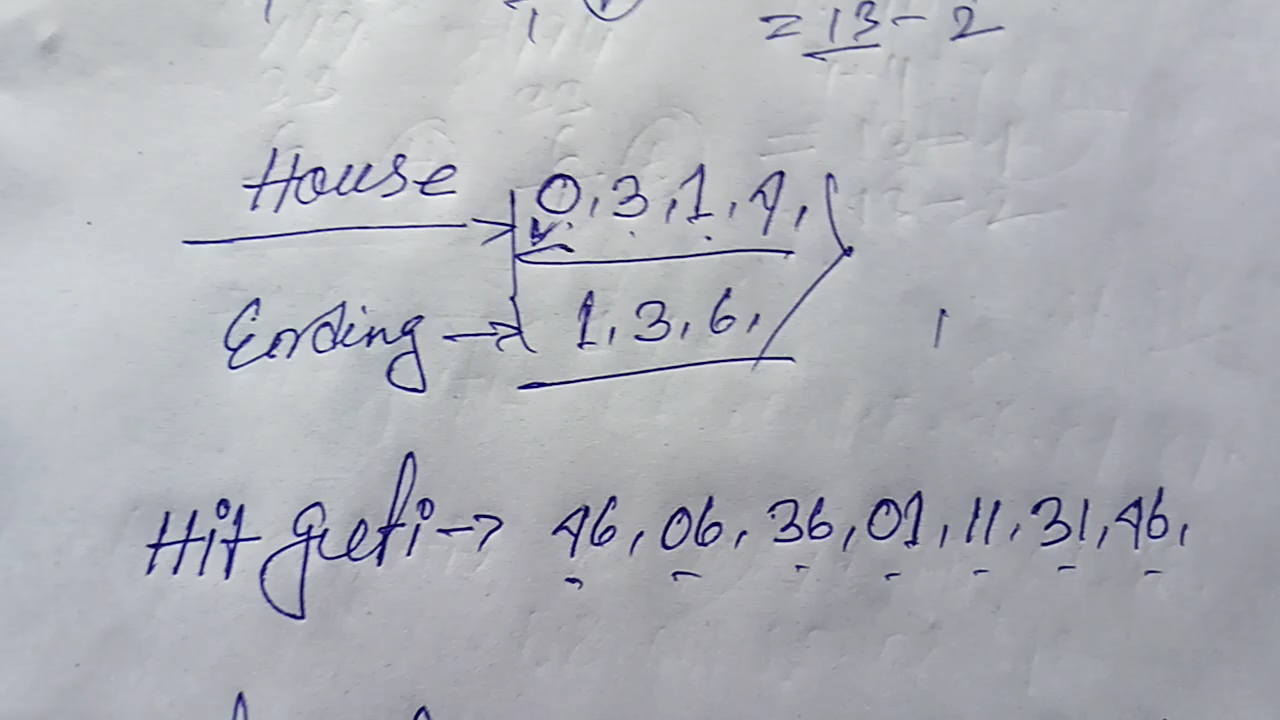 = 13 - 2
House → 0, 3, 1, 4,
Ending → 1, 3, 6,
Hit guti → 46, 06, 36, 01, 11, 31, 46,